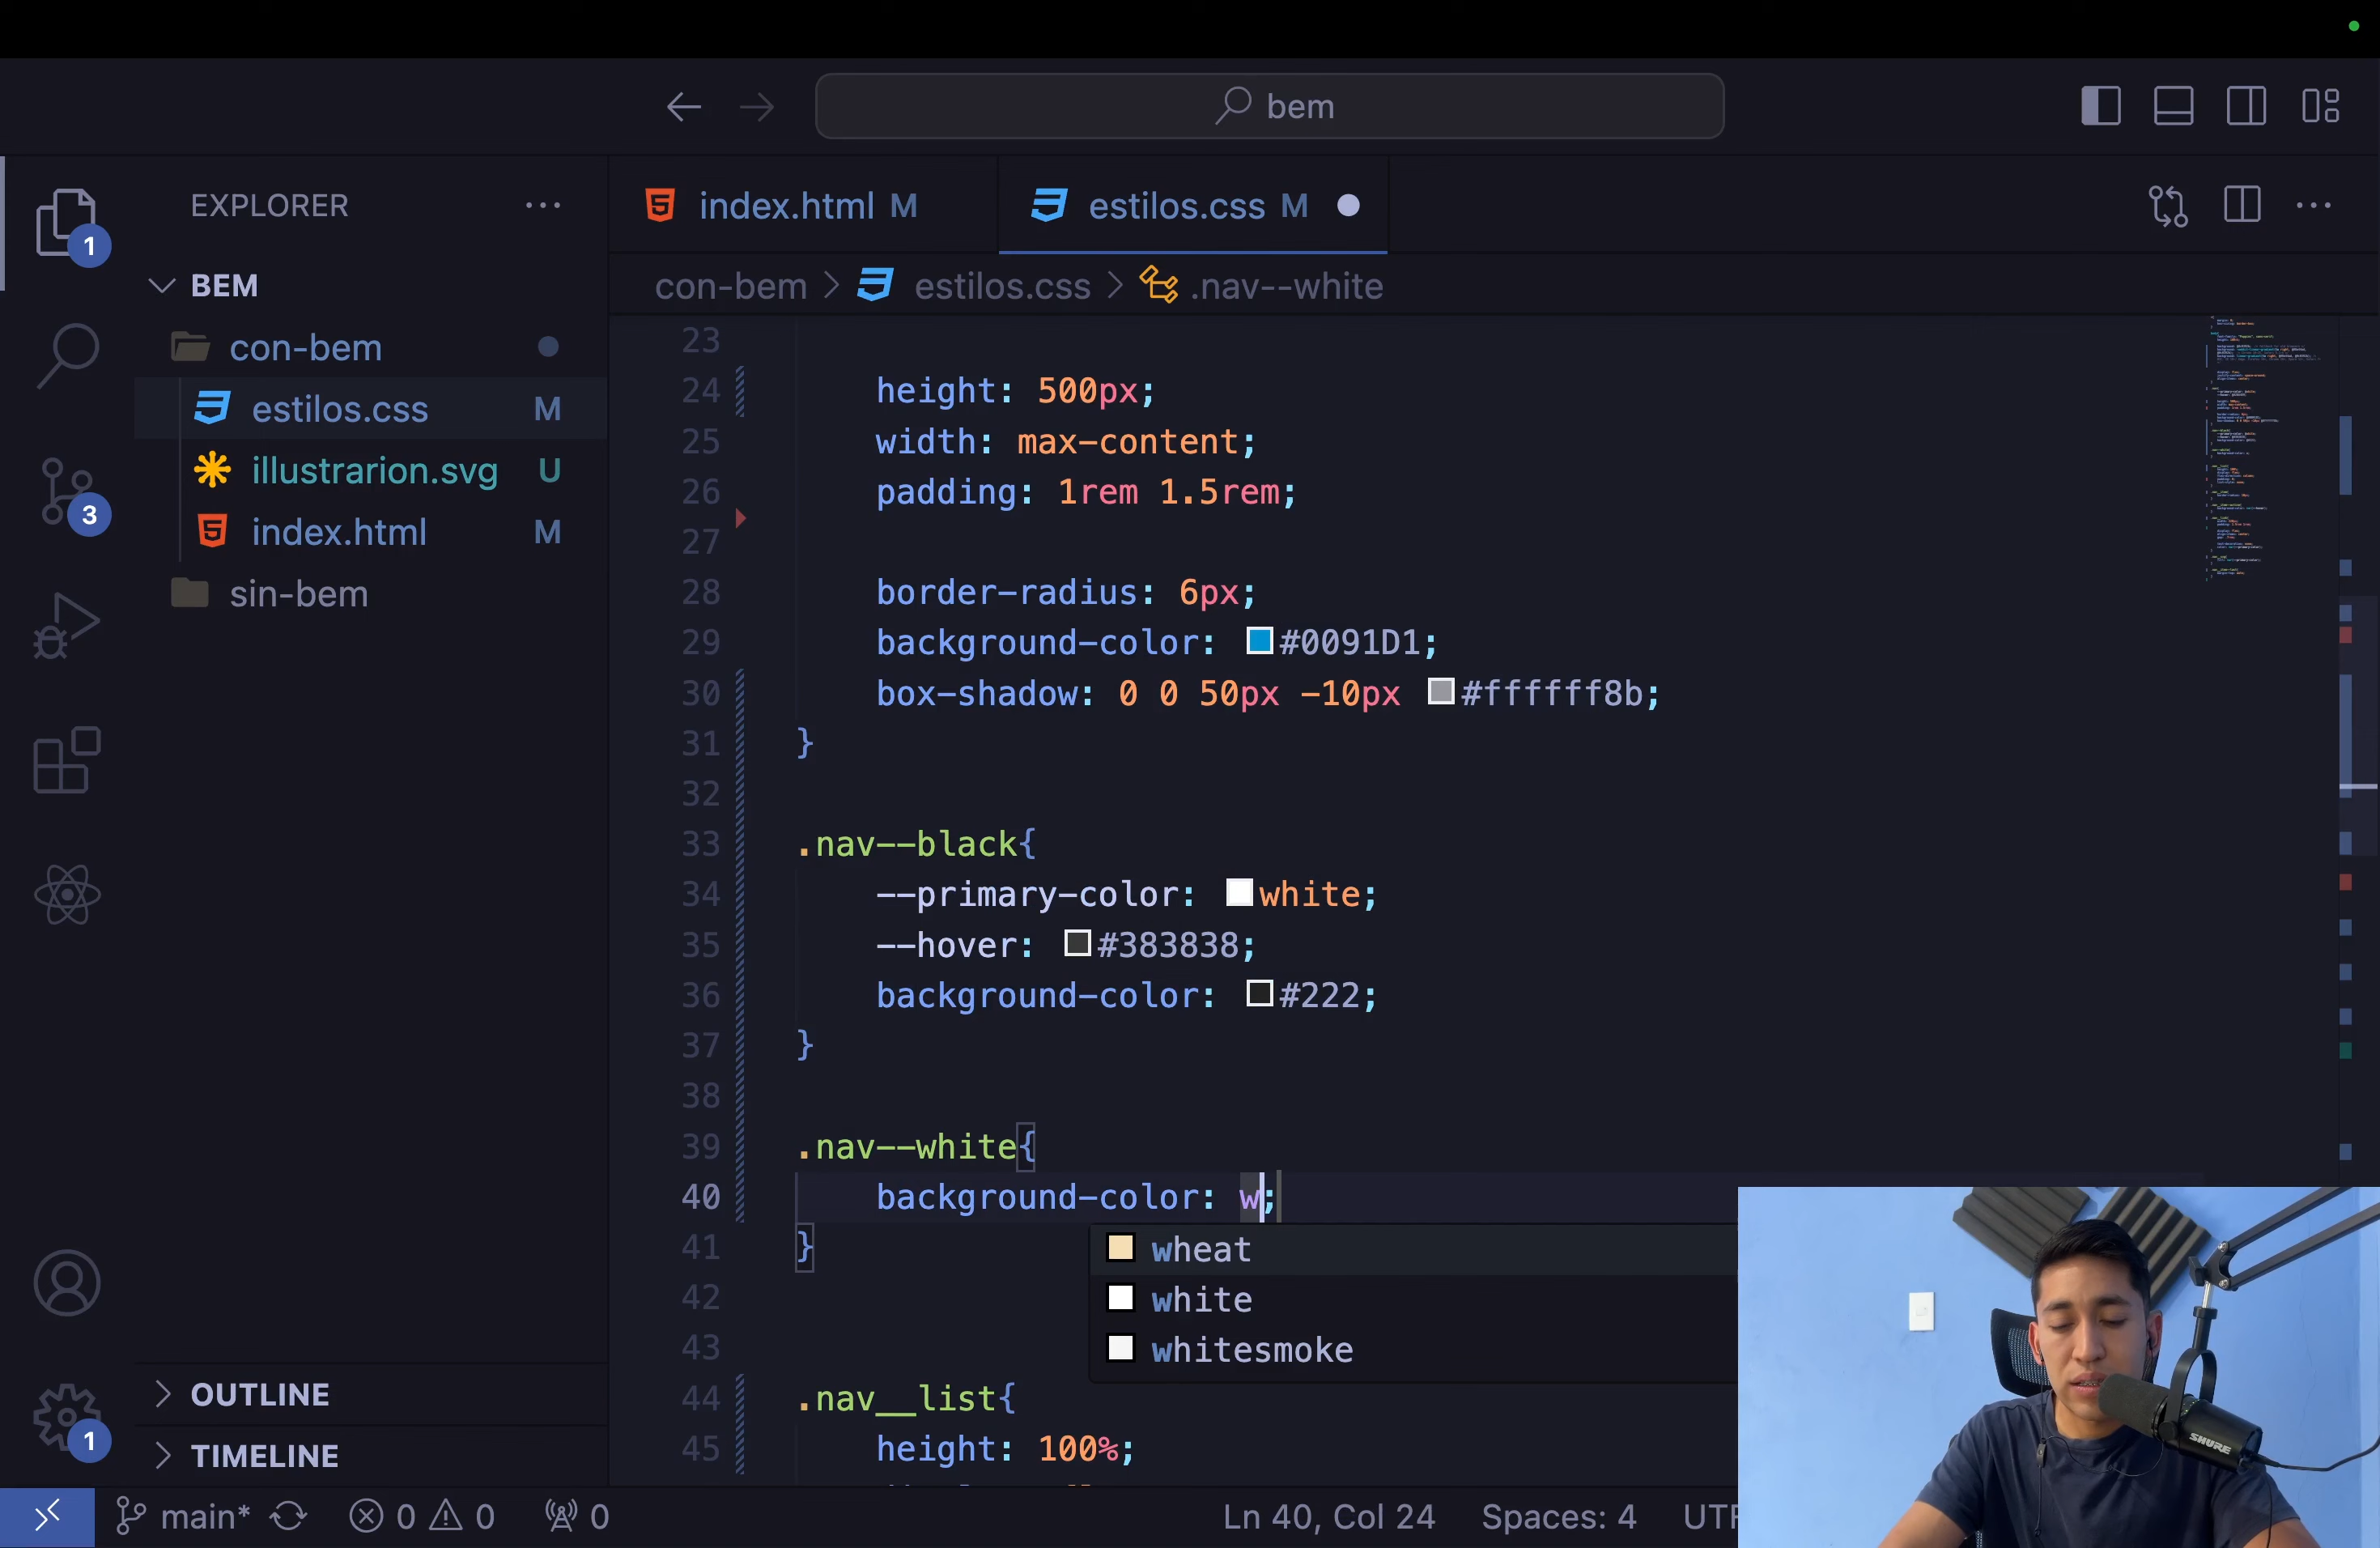 bem
EXPLORER
index.html M
estilos.css M
BEM
con-bem > estilos.css > .nav--white
con-bem
estilos.css M
illustrarion.svg U
index.html M
sin-bem
1
3
23
24 height: 500px;
25 width: max-content;
26 padding: 1rem 1.5rem;
27
28 border-radius: 6px;
29 background-color: #0091D1;
30 box-shadow: 0 0 50px -10px #ffffff8b;
31 }
32
33 .nav--black{
34 --primary-color: white;
35 --hover: #383838;
36 background-color: #222;
37 }
38
39 .nav--white{
40 background-color: w;
41 }
wheat
white
whitesmoke
42
43
44 .nav__list{
45 height: 100%;
OUTLINE
TIMELINE
1
main* 0 0 0
Ln 40, Col 24 Spaces: 4
SHURE